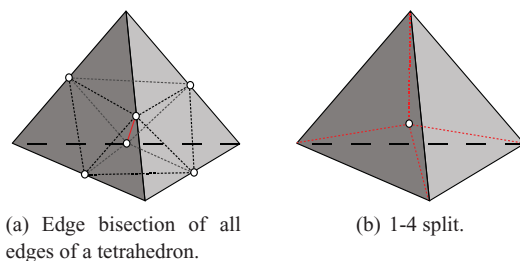 (a) Edge bisection of all
edges of a tetrahedron.
(b) 1-4 split.